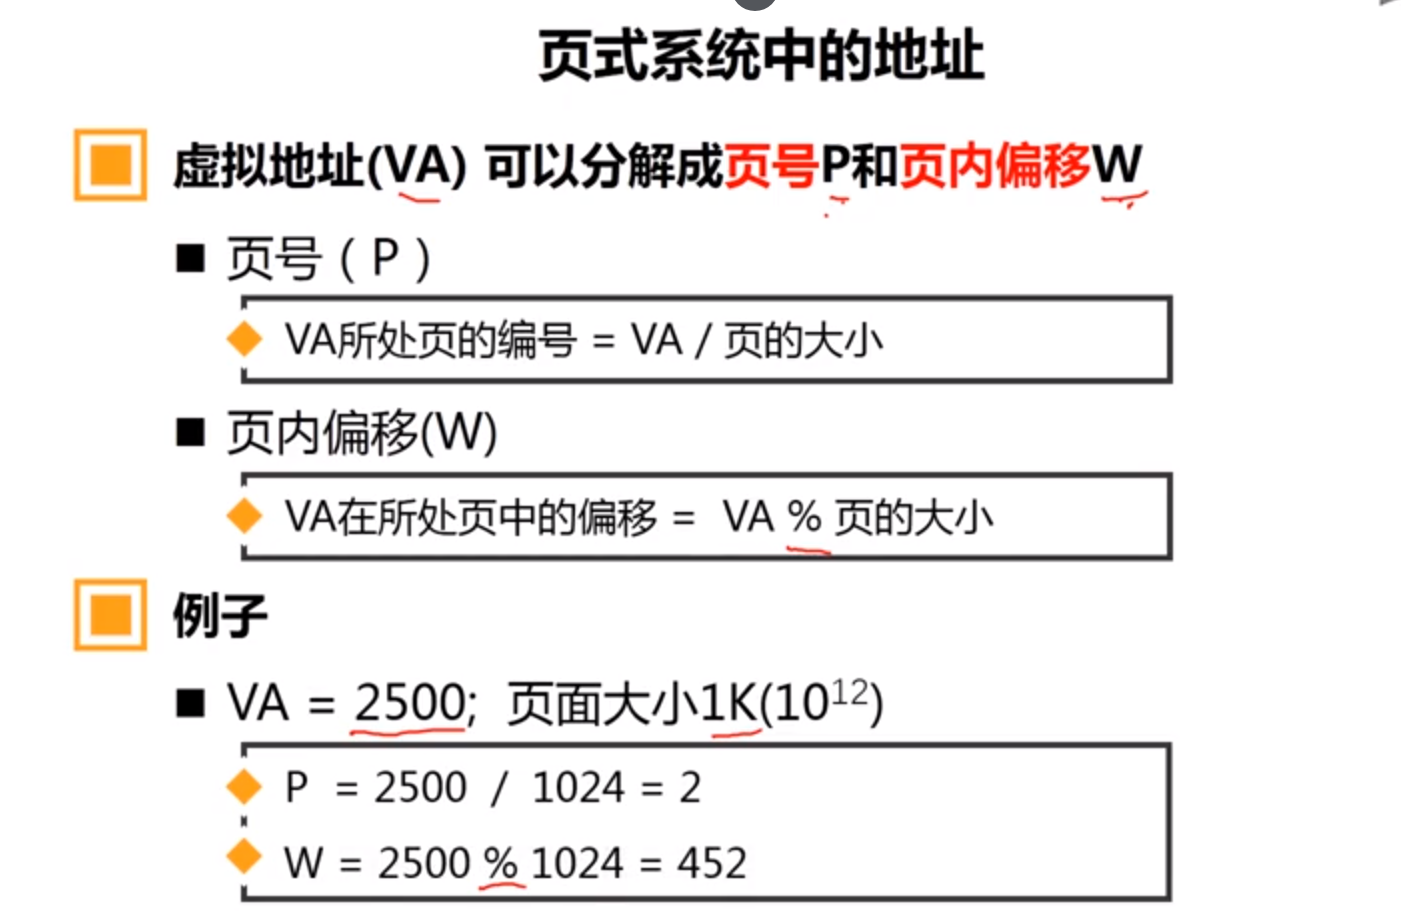 页式系统中的地址
虚拟地址(VA) 可以分解成页号P和页内偏移W
页号（P）
VA所处页的编号 = VA / 页的大小
页内偏移(W)
VA在所处页中的偏移 = VA % 页的大小
例子
VA = 2500; 页面大小1K(10¹²)
P = 2500 / 1024 = 2
W = 2500 % 1024 = 452